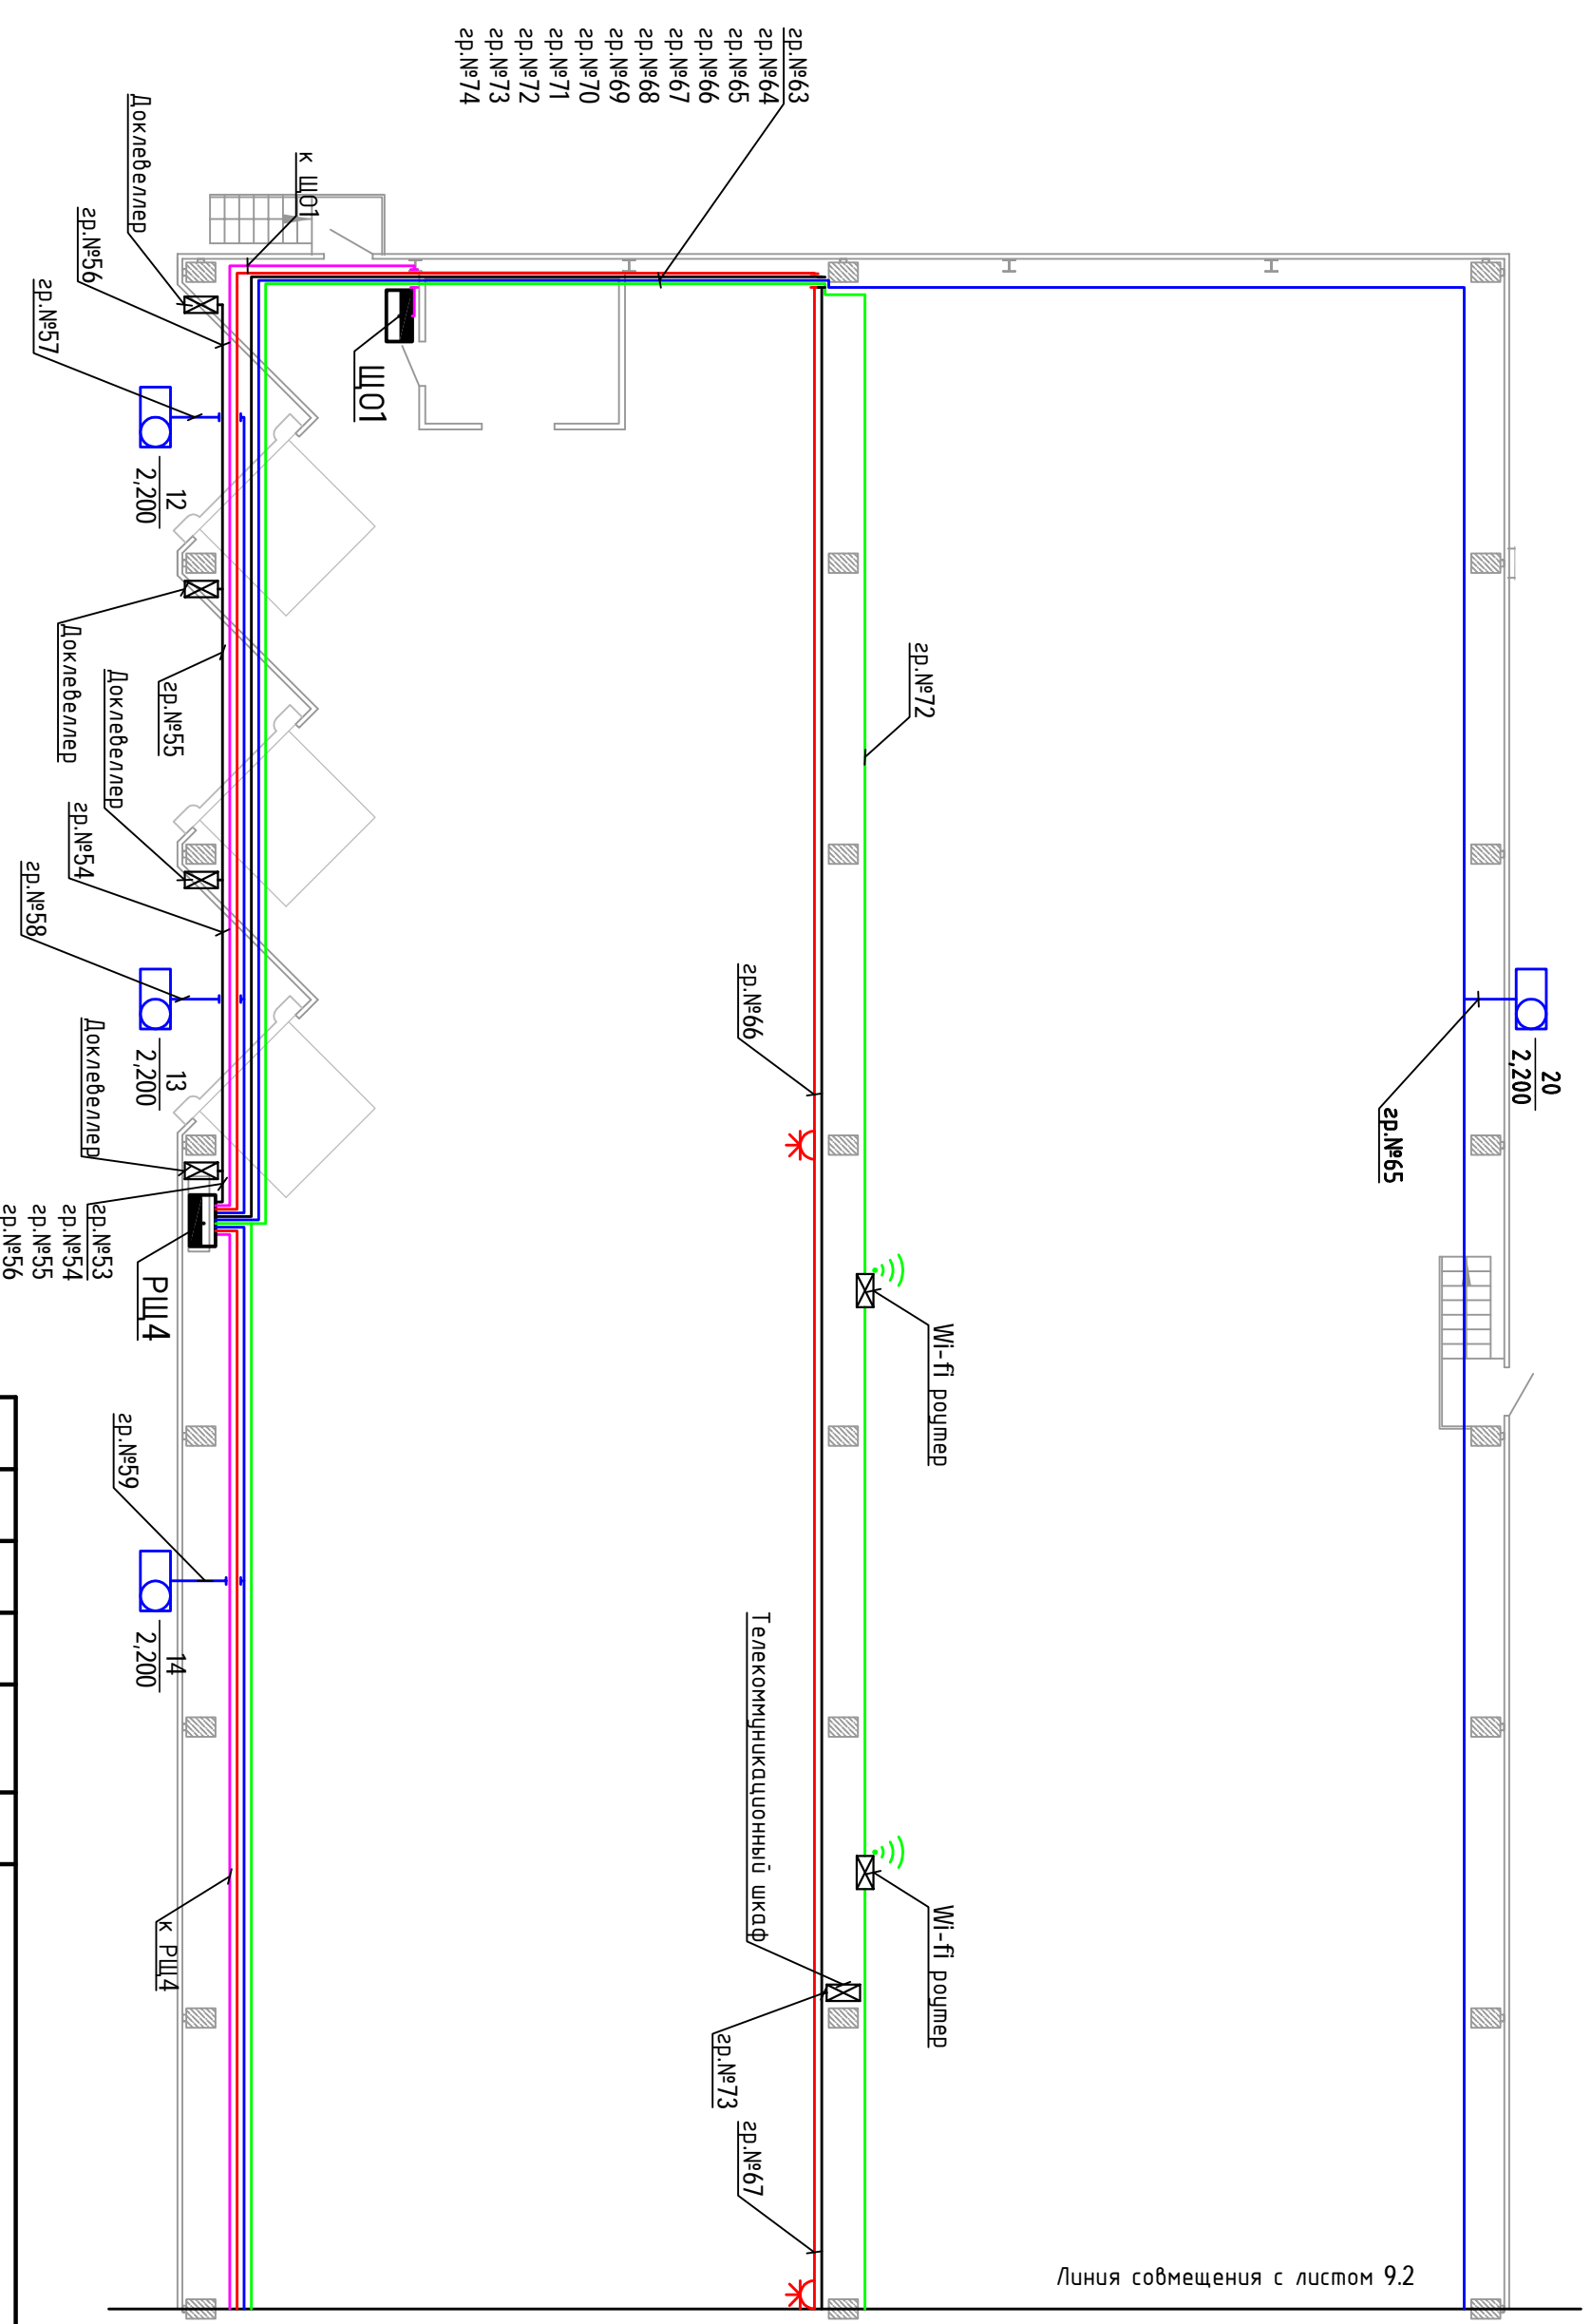 гр.№63
гр.№64
гр.№65
гр.№66
гр.№67
гр.№68
гр.№69
гр.№70
гр.№71
гр.№72
гр.№73
гр.№74
Доклевеллер
к ЩО1
гр.№56
гр.№57
ЩО1
12
2,200
Доклевеллер
гр.№55
Доклевеллер
гр.№54
гр.№58
13
2,200
Доклевеллер
гр.№53
гр.№54
гр.№55
гр.№56
РЩ4
гр.№59
14
2,200
к РЩ4
гр.№72
гр.№66
20
2,200
гр.№65
Wi-fi роутер
Телекоммуникационный шкаф
Wi-fi роутер
гр.№73
гр.№67
Линия совмещения с листом 9.2